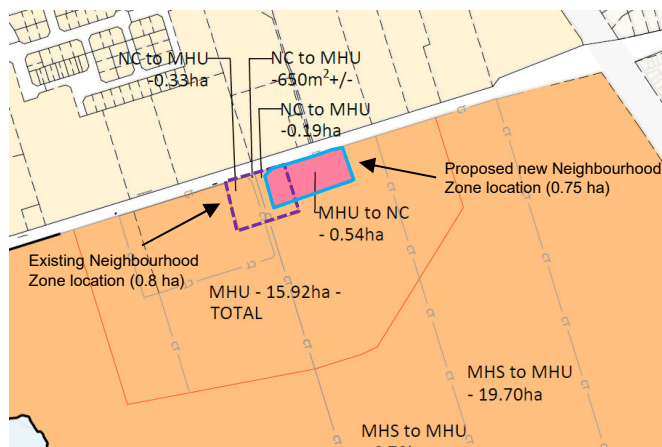 NC to MHU
-0.33ha
NC to MHU
-650m²+/-
NC to MHU
-0.19ha
Proposed new Neighbourhood
Zone location (0.75 ha)
MHU to NC
- 0.54ha
Existing Neighbourhood
Zone location (0.8 ha)
MHU - 15.92ha -
TOTAL
MHS to MHU
- 19.70ha
MHS to MHU